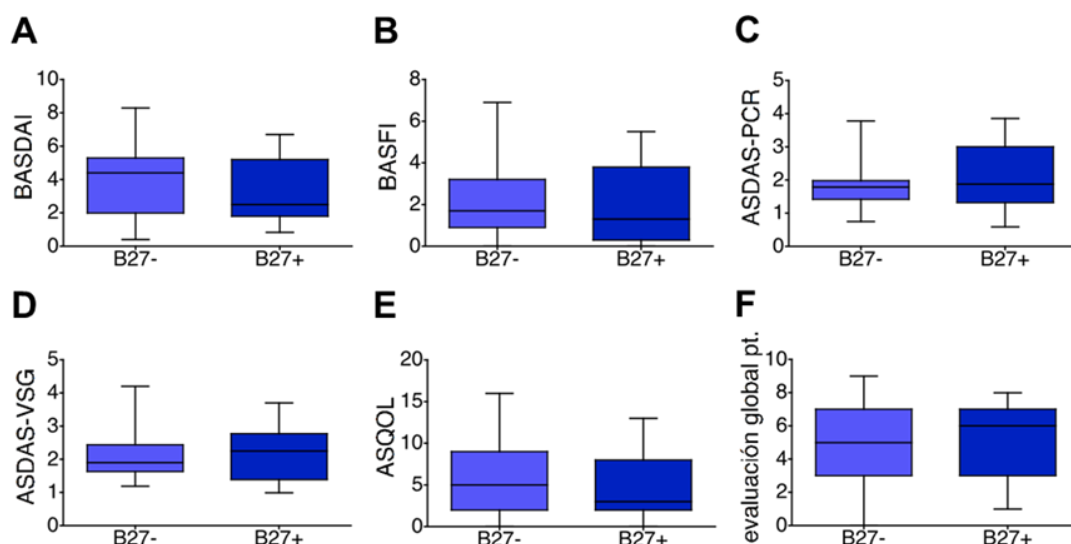 A
BASDAI
10
8
6
4
2
0
B27-
B27+
B
BASFI
8
6
4
2
0
B27-
B27+
C
ASDAS-PCR
5
4
3
2
1
0
B27-
B27+
D
ASDAS-VSG
5
4
3
2
1
0
B27-
B27+
E
ASQOL
20
15
10
5
0
B27-
B27+
F
evaluación global pt.
10
8
6
4
2
0
B27-
B27+